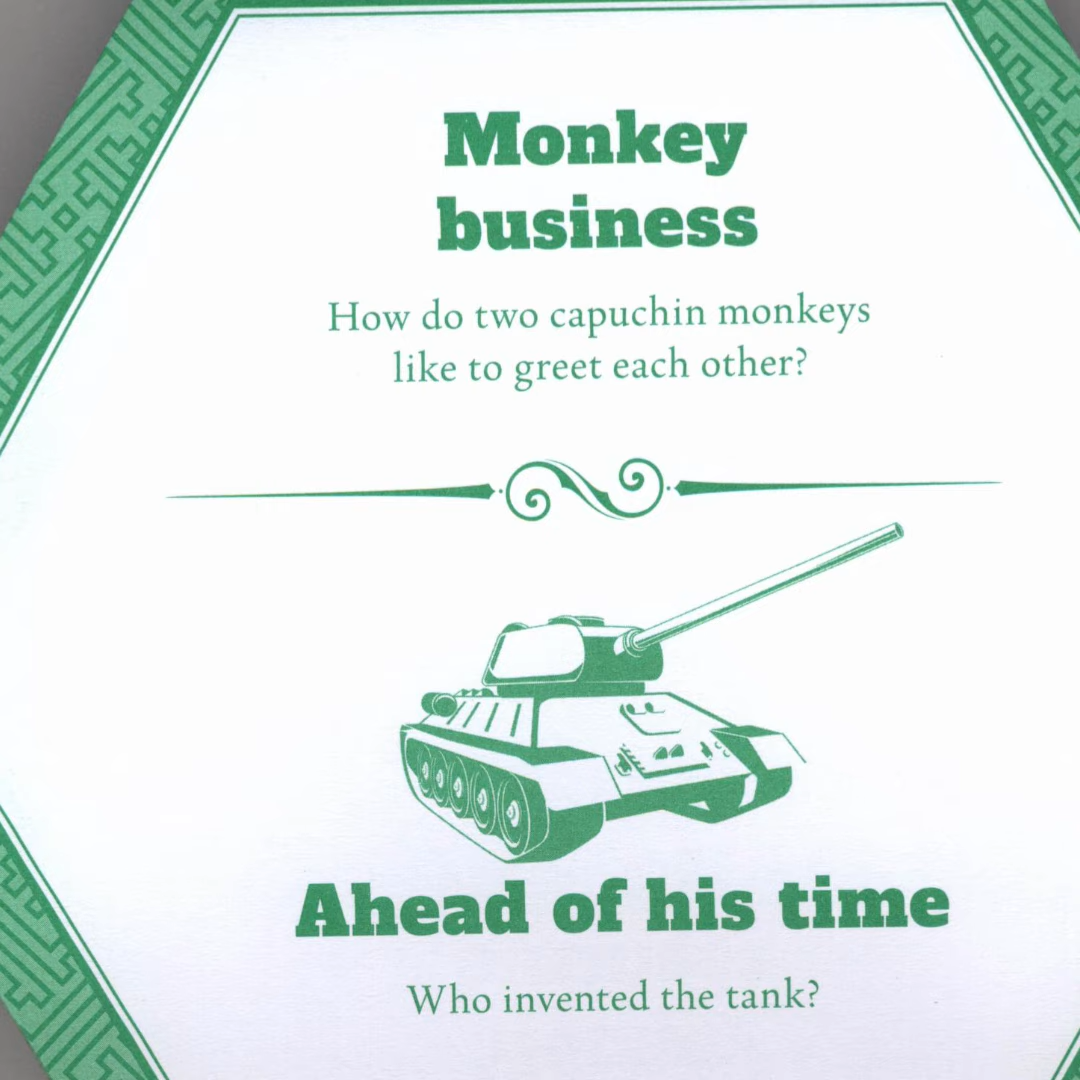 Monkey
business
How do two capuchin monkeys
like to greet each other?
Ahead of his time
Who invented the tank?